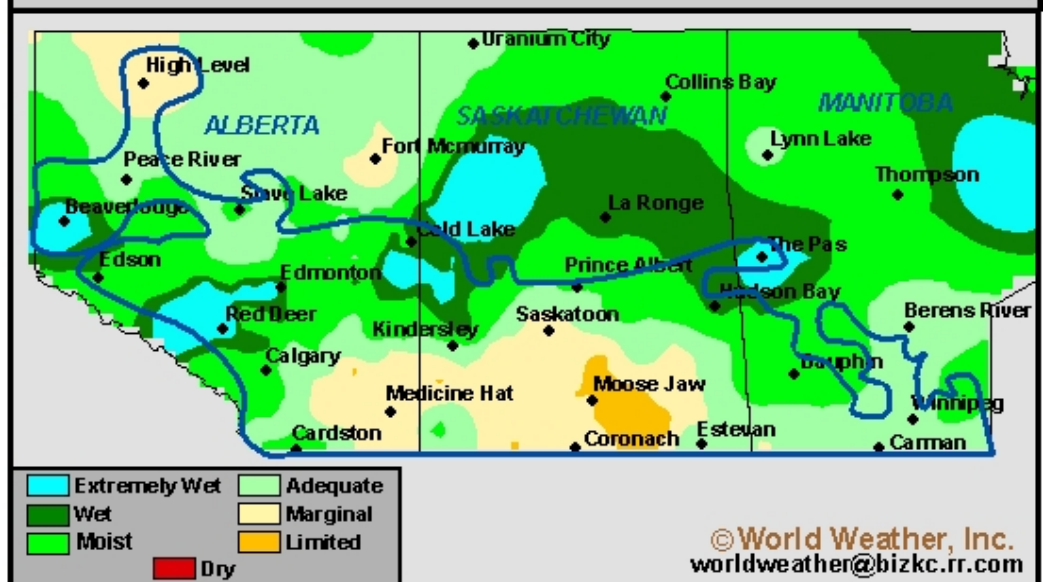 Uranium City
High Level
Collins Bay
ALBERTA
SASKATCHEWAN
MANITOBA
Fort Mcmurray
Lynn Lake
Peace River
Thompson
Slave Lake
Beaverlodge
La Ronge
Cold Lake
The Pas
Edson
Edmonton
Prince Albert
Hudson Bay
Red Deer
Saskatoon
Berens River
Kindersley
Calgary
Dauphin
Medicine Hat
Moose Jaw
Winnipeg
Cardston
Coronach
Estevan
Carman
Extremely Wet
Adequate
Wet
Marginal
Moist
Limited
Dry
©World Weather, Inc.
worldweather@bizkc.rr.com